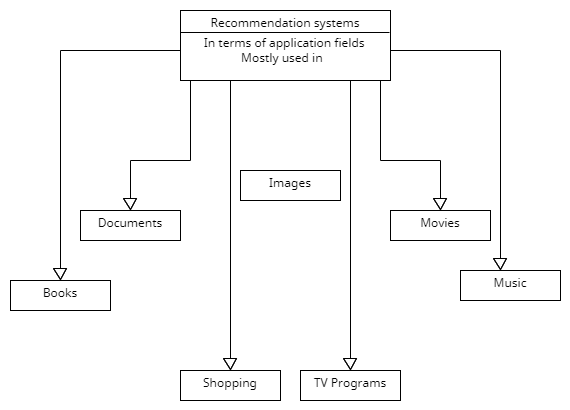 Recommendation systems
In terms of application fields
Mostly used in
Images
Documents
Movies
Books
Music
Shopping
TV Programs